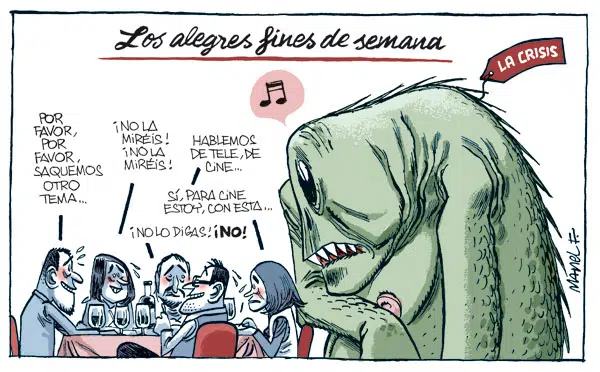 Los alegres fines de semana
LA CRISIS
POR
FAVOR,
POR
FAVOR,
SAQUEMOS
OTRO
TEMA...
¡NO LA
MIRÉIS!
¡NO LA
MIRÉIS!
HABLEMOS
DE TELE, DE
CINE...
SÍ, PARA CINE
ESTOY, CON ESTA...
¡NO LO DIGAS! ¡NO!
MANEL F.